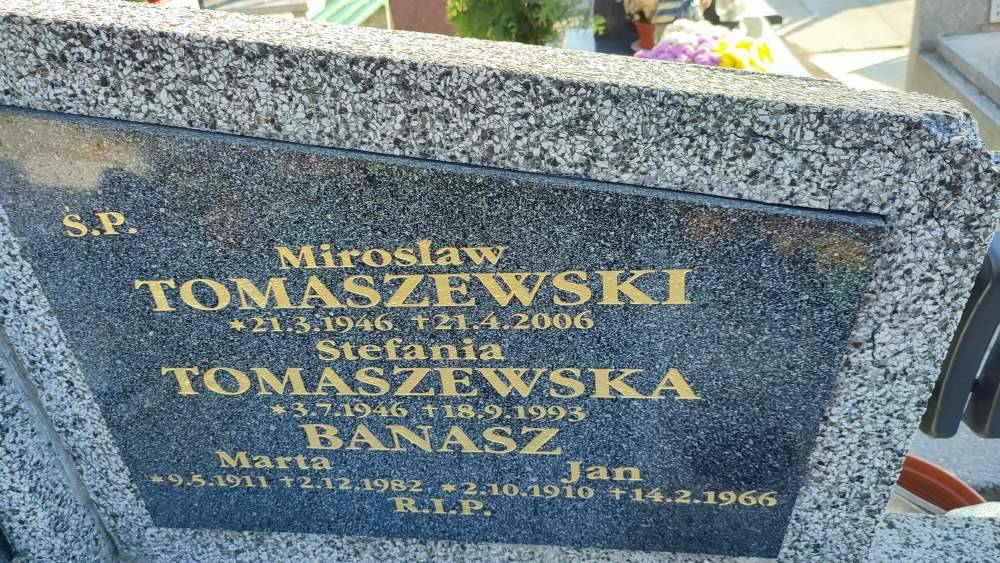 Ś.P.
Mirosław
TOMASZEWSKI
*21.3.1946 †21.4.2006
Stefania
TOMASZEWSKA
*3.7.1946 †18.9.1993
BANASZ
Marta Jan
*9.5.1911 †2.12.1982 *2.10.1910 †14.2.1966
R.I.P.